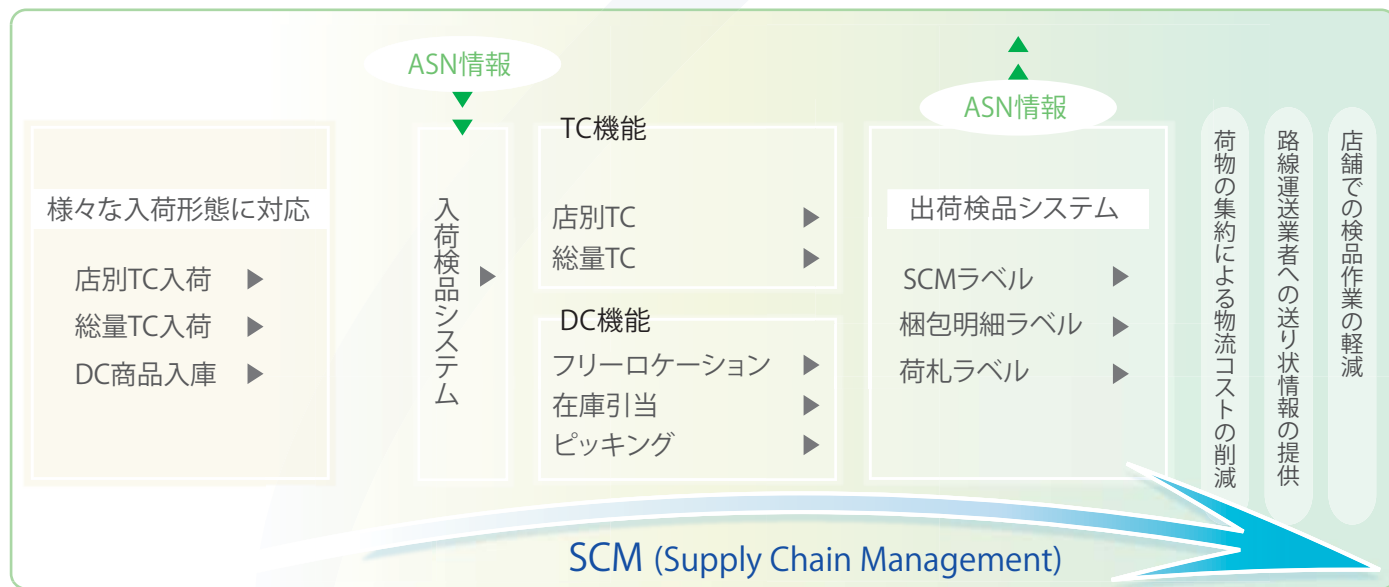 様々な入荷形態に対応
店別TC入荷
総量TC入荷
DC商品入庫
ASN情報
入荷検品システム
TC機能
店別TC
総量TC
DC機能
フリーロケーション
在庫引当
ピッキング
ASN情報
出荷検品システム
SCMラベル
梱包明細ラベル
荷札ラベル
荷物の集約による物流コストの削減
路線運送業者への送り状情報の提供
店舗での検品作業の軽減
SCM (Supply Chain Management)